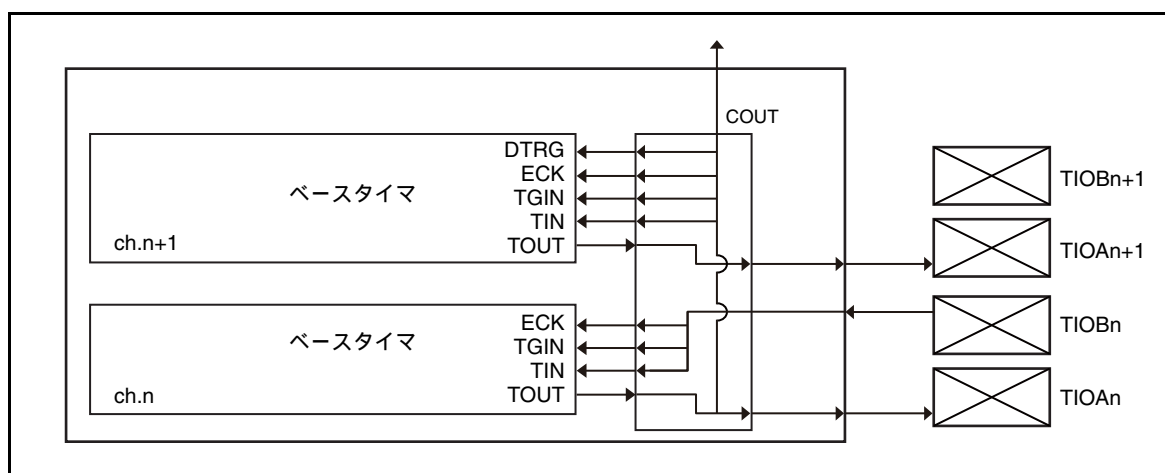 COUT
DTRG
ECK
TGIN
TIN
TOUT
ベースタイマ
ch.n+1
TIOBn+1
TIOAn+1
ECK
TGIN
TIN
TOUT
ベースタイマ
ch.n
TIOBn
TIOAn